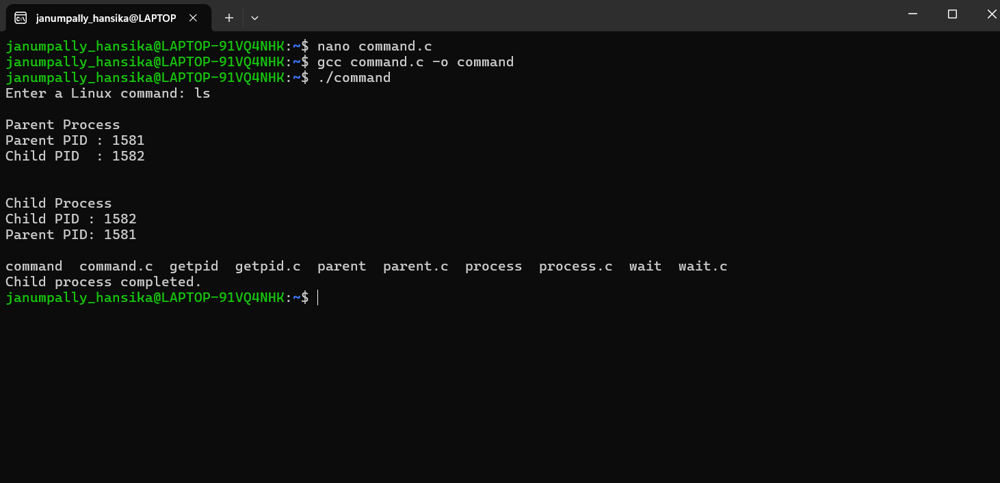 janumpally_hansika@LAPTOP
janumpally_hansika@LAPTOP-91VQ4NHK:~$ nano command.c
janumpally_hansika@LAPTOP-91VQ4NHK:~$ gcc command.c -o command
janumpally_hansika@LAPTOP-91VQ4NHK:~$ ./command
Enter a Linux command: ls
Parent Process
Parent PID : 1581
Child PID  : 1582
Child Process
Child PID : 1582
Parent PID: 1581
command  command.c  getpid  getpid.c  parent  parent.c  process  process.c  wait  wait.c
Child process completed.
janumpally_hansika@LAPTOP-91VQ4NHK:~$